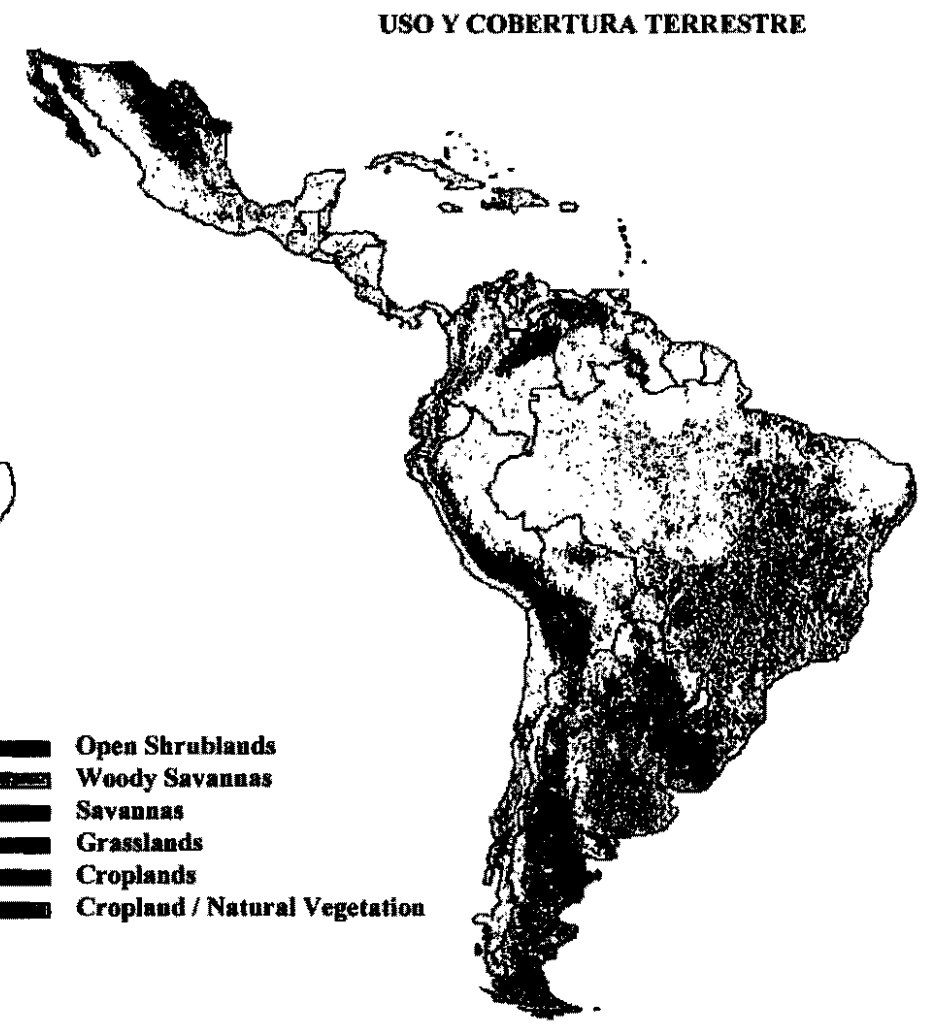 USO Y COBERTURA TERRESTRE
Open Shrublands
Woody Savannas
Savannas
Grasslands
Croplands
Cropland / Natural Vegetation